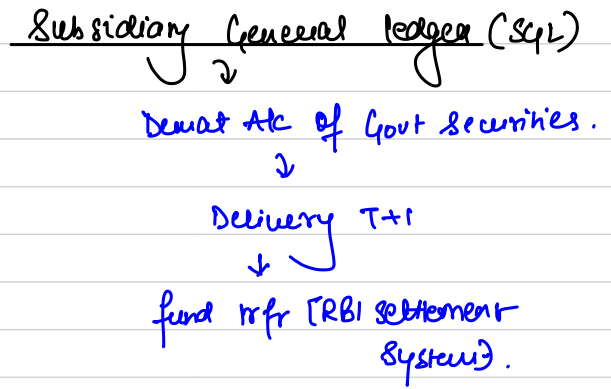 Subsidiary General ledger (SGL)
↓
Demat A/c of Govt Securities.
↓
Delivery T+1
↓
fund trfr [RBI Settlement
System].